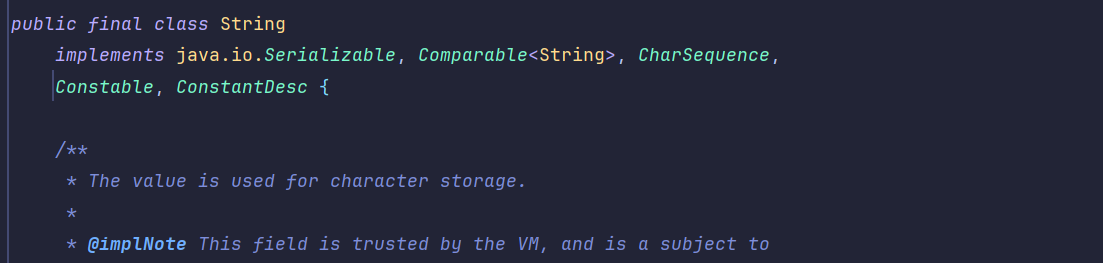 public final class String
implements java.io.Serializable, Comparable<String>, CharSequence,
Constable, ConstantDesc {
/**
* The value is used for character storage.
*
* @implNote This field is trusted by the VM, and is a subject to